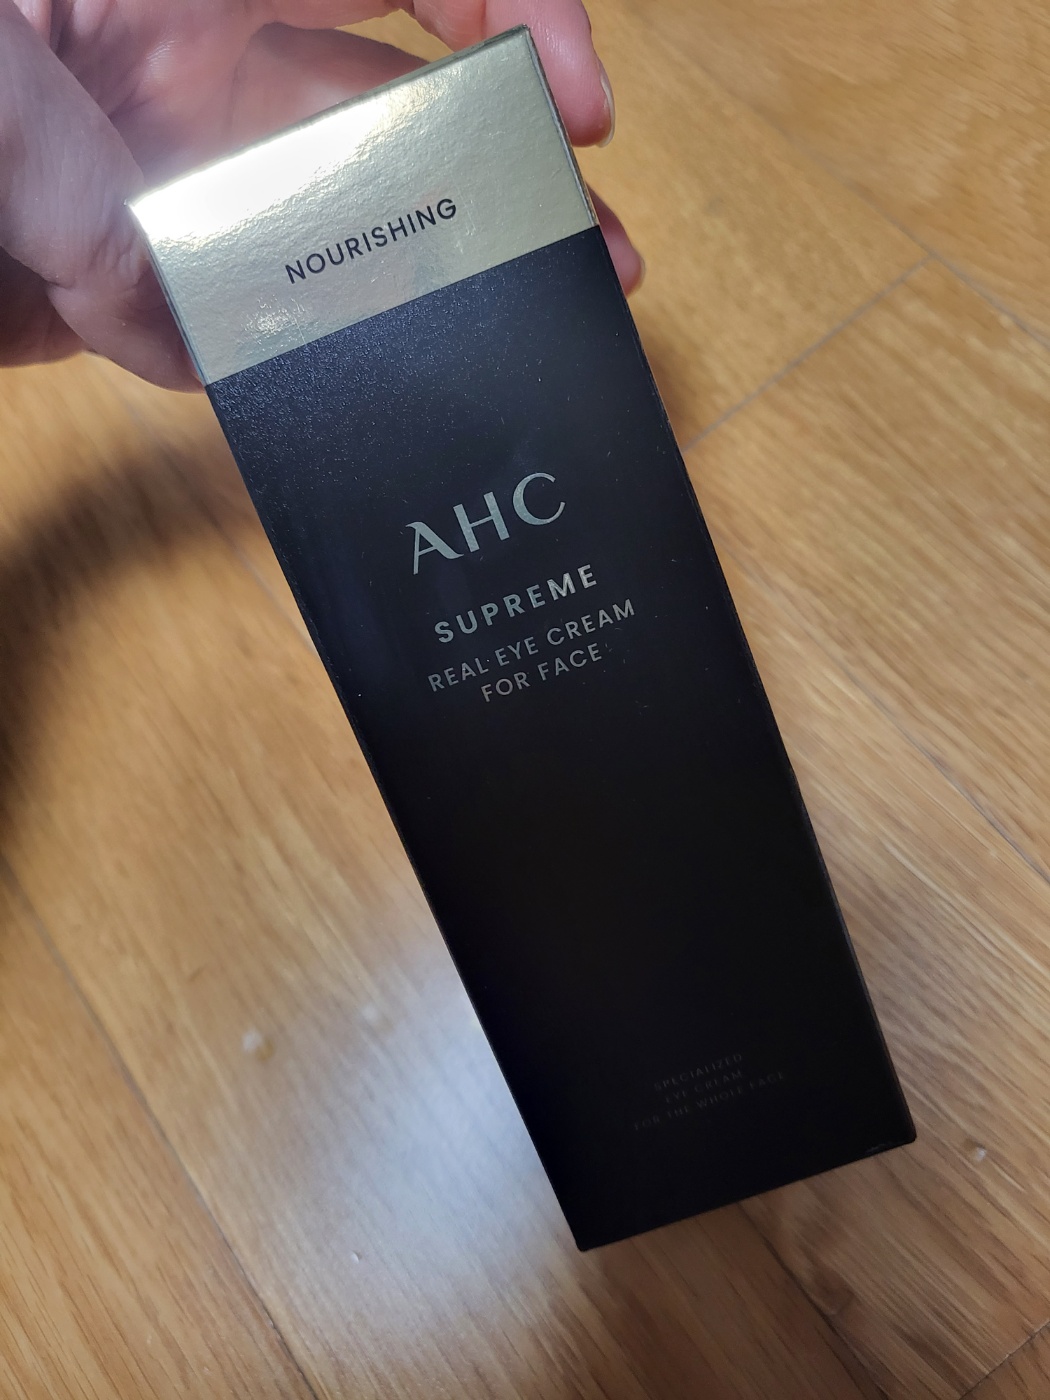 NOURISHING
AHC
SUPREME
REAL EYE CREAM
FOR FACE
SPECIALIZED
EYE CREAM
FOR THE WHOLE FACE